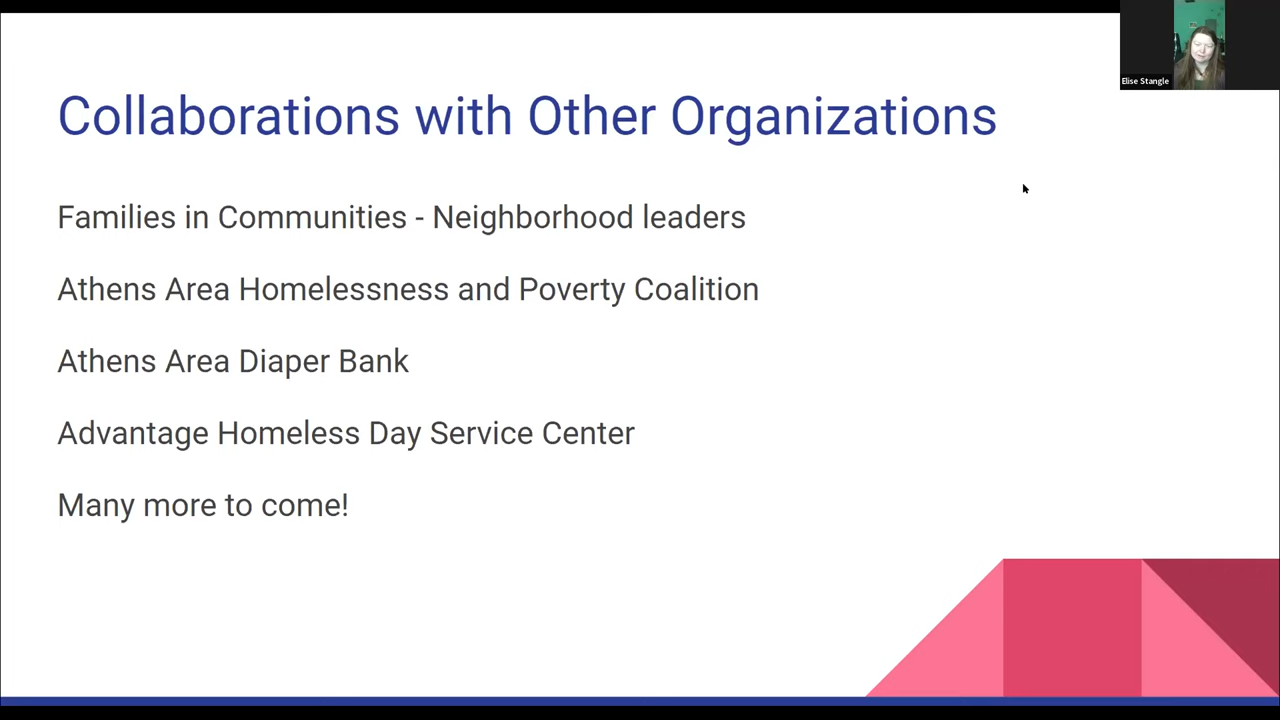 Elise Stangle
Collaborations with Other Organizations
Families in Communities - Neighborhood leaders
Athens Area Homelessness and Poverty Coalition
Athens Area Diaper Bank
Advantage Homeless Day Service Center
Many more to come!